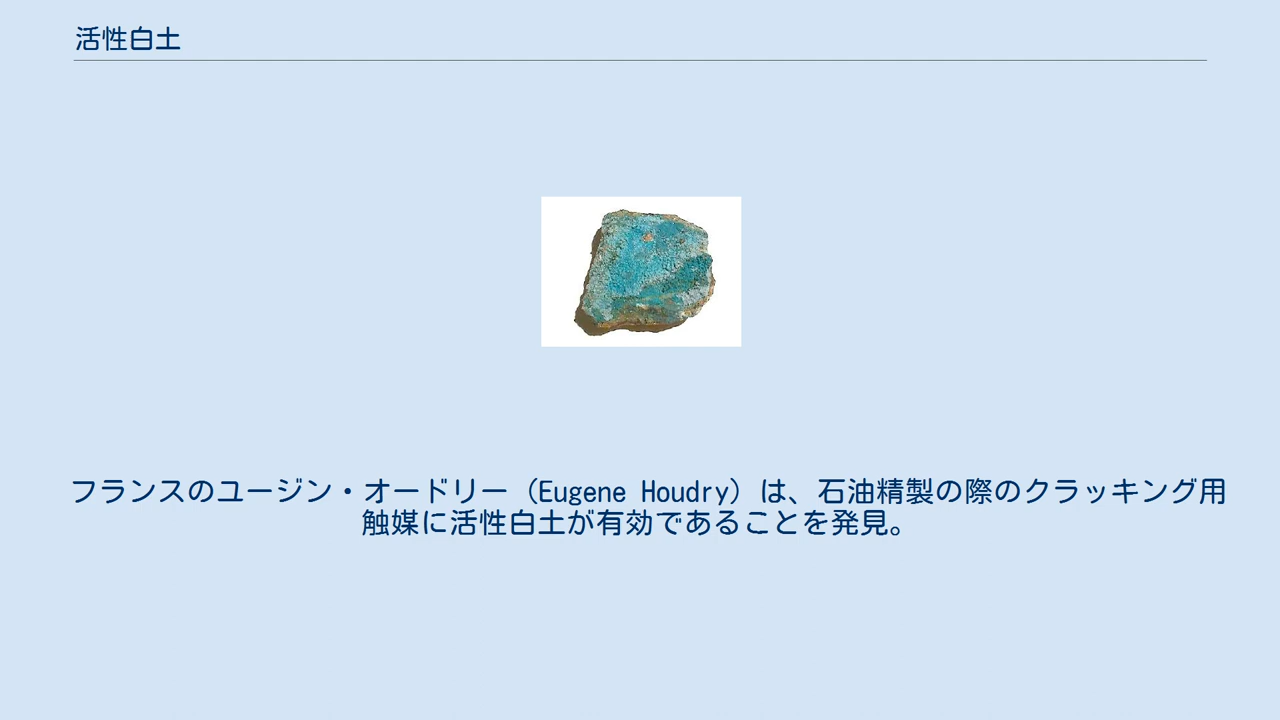 活性白土
フランスのユージン・オードリー（Eugene Houdry）は、石油精製の際のクラッキング用
触媒に活性白土が有効であることを発見。